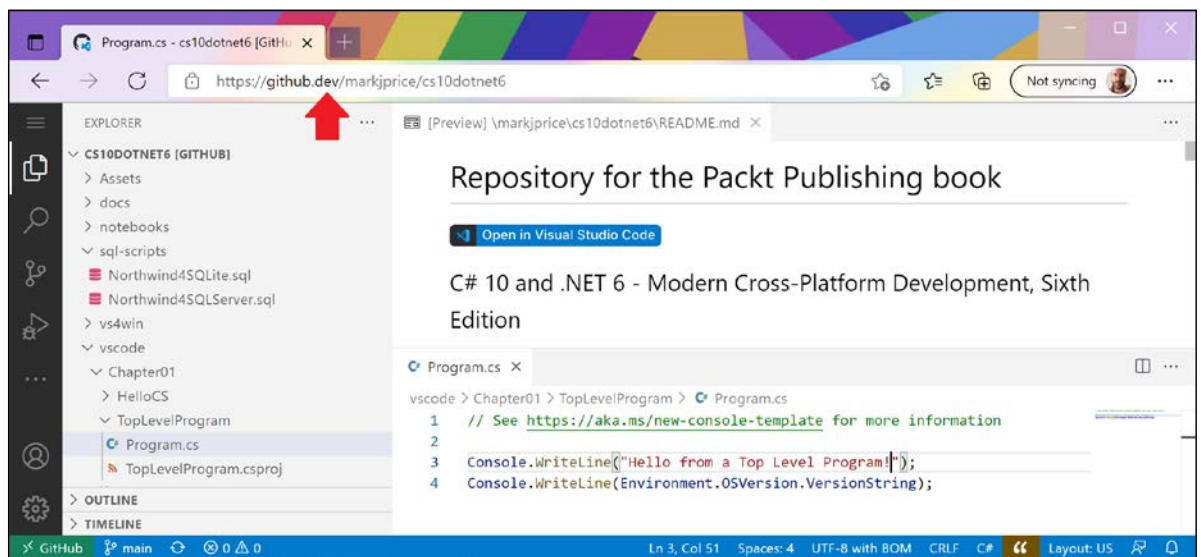 Program.cs - cs10dotnet6 [GitHu
https://github.dev/markjprice/cs10dotnet6
Not syncing
EXPLORER
CS10DOTNET6 [GITHUB]
Assets
docs
notebooks
sql-scripts
Northwind4SQLite.sql
Northwind4SQLServer.sql
vs4win
vscode
Chapter01
HelloCS
TopLevelProgram
Program.cs
TopLevelProgram.csproj
OUTLINE
TIMELINE
[Preview] \markjprice\cs10dotnet6\README.md
Repository for the Packt Publishing book
Open in Visual Studio Code
C# 10 and .NET 6 - Modern Cross-Platform Development, Sixth
Edition
Program.cs
vscode > Chapter01 > TopLevelProgram > Program.cs
1 // See https://aka.ms/new-console-template for more information
2
3 Console.WriteLine("Hello from a Top Level Program!");
4 Console.WriteLine(Environment.OSVersion.VersionString);
GitHub main 0 0 Ln 3, Col 51 Spaces: 4 UTF-8 with BOM CRLF C# Layout: US